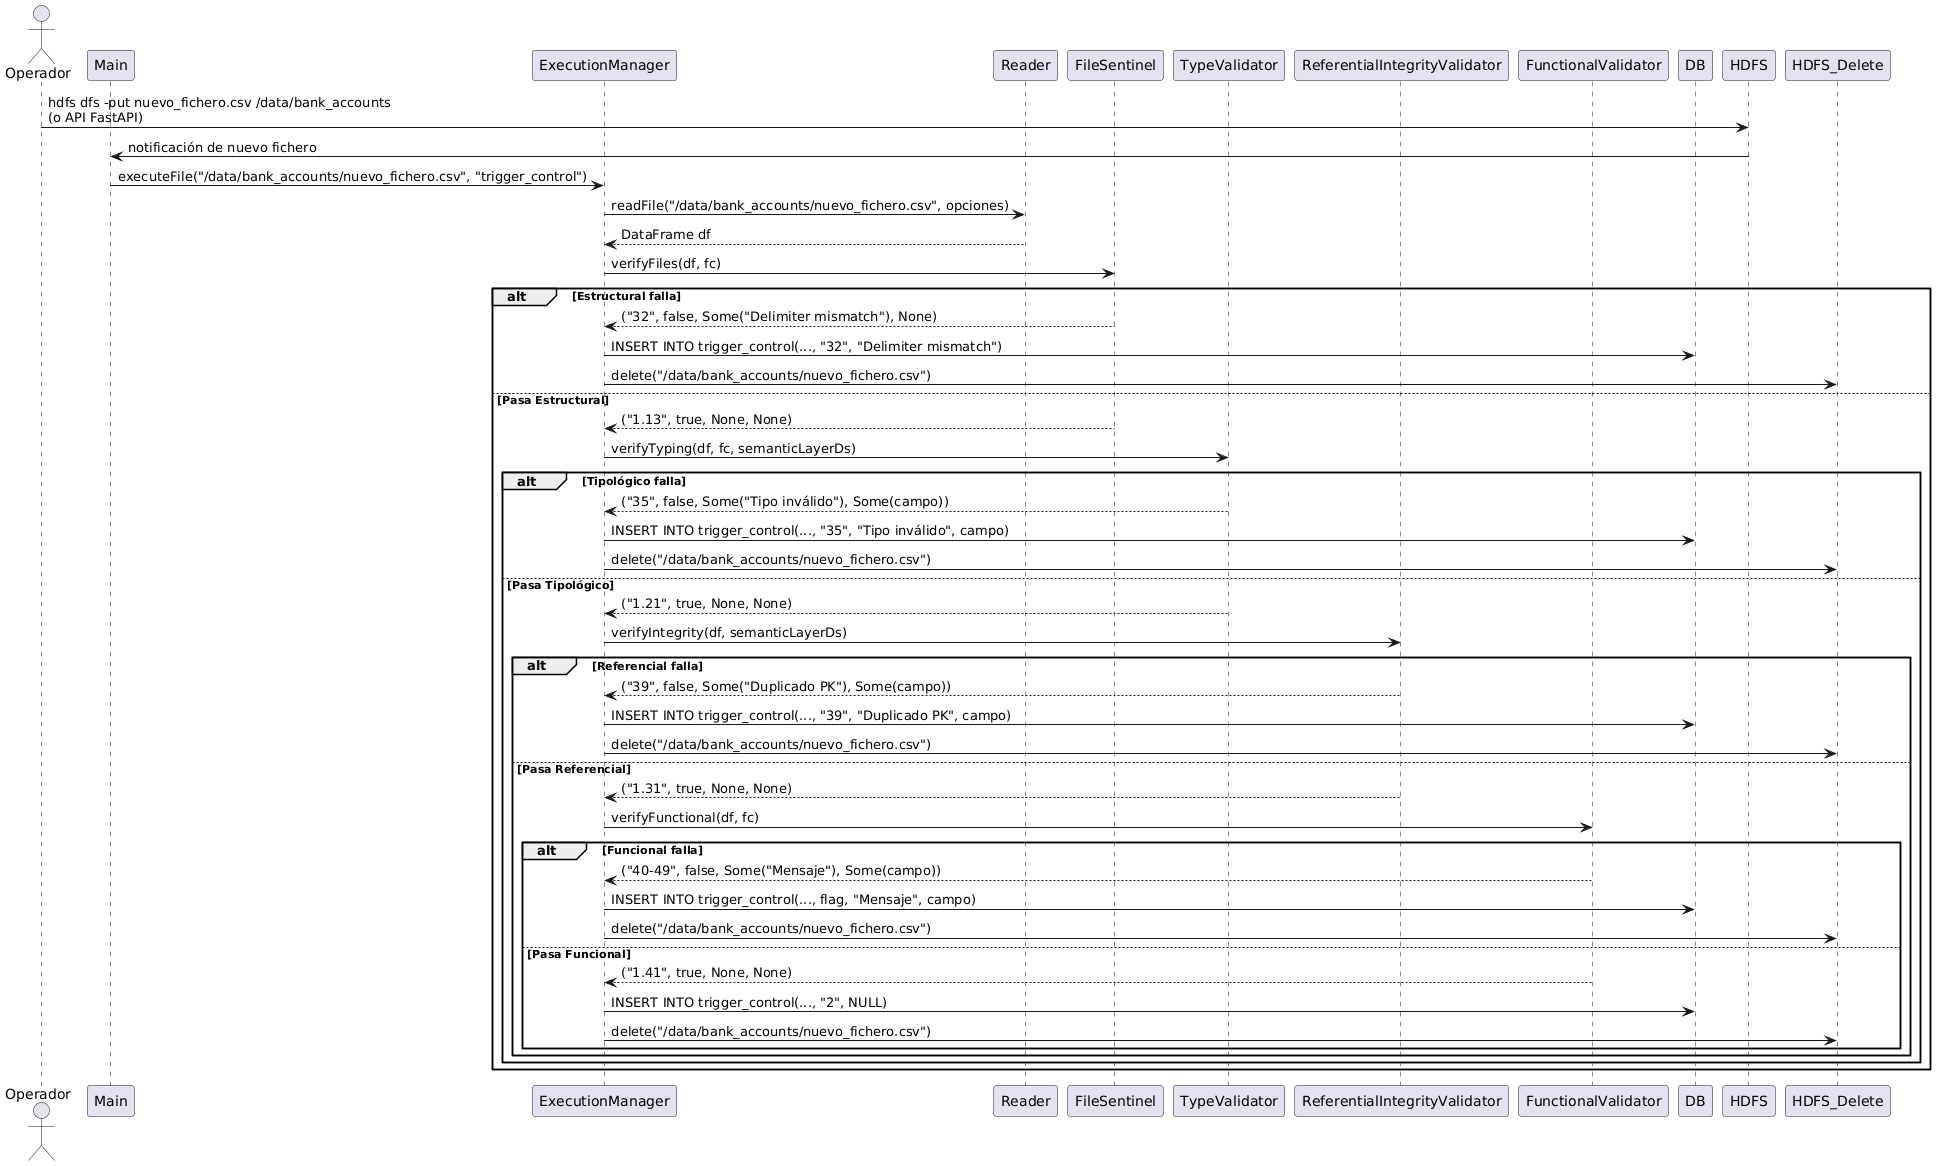 Operador
Main
ExecutionManager
Reader
FileSentinel
TypeValidator
ReferentialIntegrityValidator
FunctionalValidator
DB
HDFS
HDFS_Delete
hdfs dfs -put nuevo_fichero.csv /data/bank_accounts
(o API FastAPI)
notificación de nuevo fichero
executeFile("/data/bank_accounts/nuevo_fichero.csv", "trigger_control")
readFile("/data/bank_accounts/nuevo_fichero.csv", opciones)
DataFrame df
verifyFiles(df, fc)
alt [Estructural falla]
("32", false, Some("Delimiter mismatch"), None)
INSERT INTO trigger_control(..., "32", "Delimiter mismatch")
delete("/data/bank_accounts/nuevo_fichero.csv")
[Pasa Estructural]
("1.13", true, None, None)
verifyTyping(df, fc, semanticLayerDs)
alt [Tipológico falla]
("35", false, Some("Tipo inválido"), Some(campo))
INSERT INTO trigger_control(..., "35", "Tipo inválido", campo)
delete("/data/bank_accounts/nuevo_fichero.csv")
[Pasa Tipológico]
("1.21", true, None, None)
verifyIntegrity(df, semanticLayerDs)
alt [Referencial falla]
("39", false, Some("Duplicado PK"), Some(campo))
INSERT INTO trigger_control(..., "39", "Duplicado PK", campo)
delete("/data/bank_accounts/nuevo_fichero.csv")
[Pasa Referencial]
("1.31", true, None, None)
verifyFunctional(df, fc)
alt [Funcional falla]
("40-49", false, Some("Mensaje"), Some(campo))
INSERT INTO trigger_control(..., flag, "Mensaje", campo)
delete("/data/bank_accounts/nuevo_fichero.csv")
[Pasa Funcional]
("1.41", true, None, None)
INSERT INTO trigger_control(..., "2", NULL)
delete("/data/bank_accounts/nuevo_fichero.csv")
Operador
Main
ExecutionManager
Reader
FileSentinel
TypeValidator
ReferentialIntegrityValidator
FunctionalValidator
DB
HDFS
HDFS_Delete